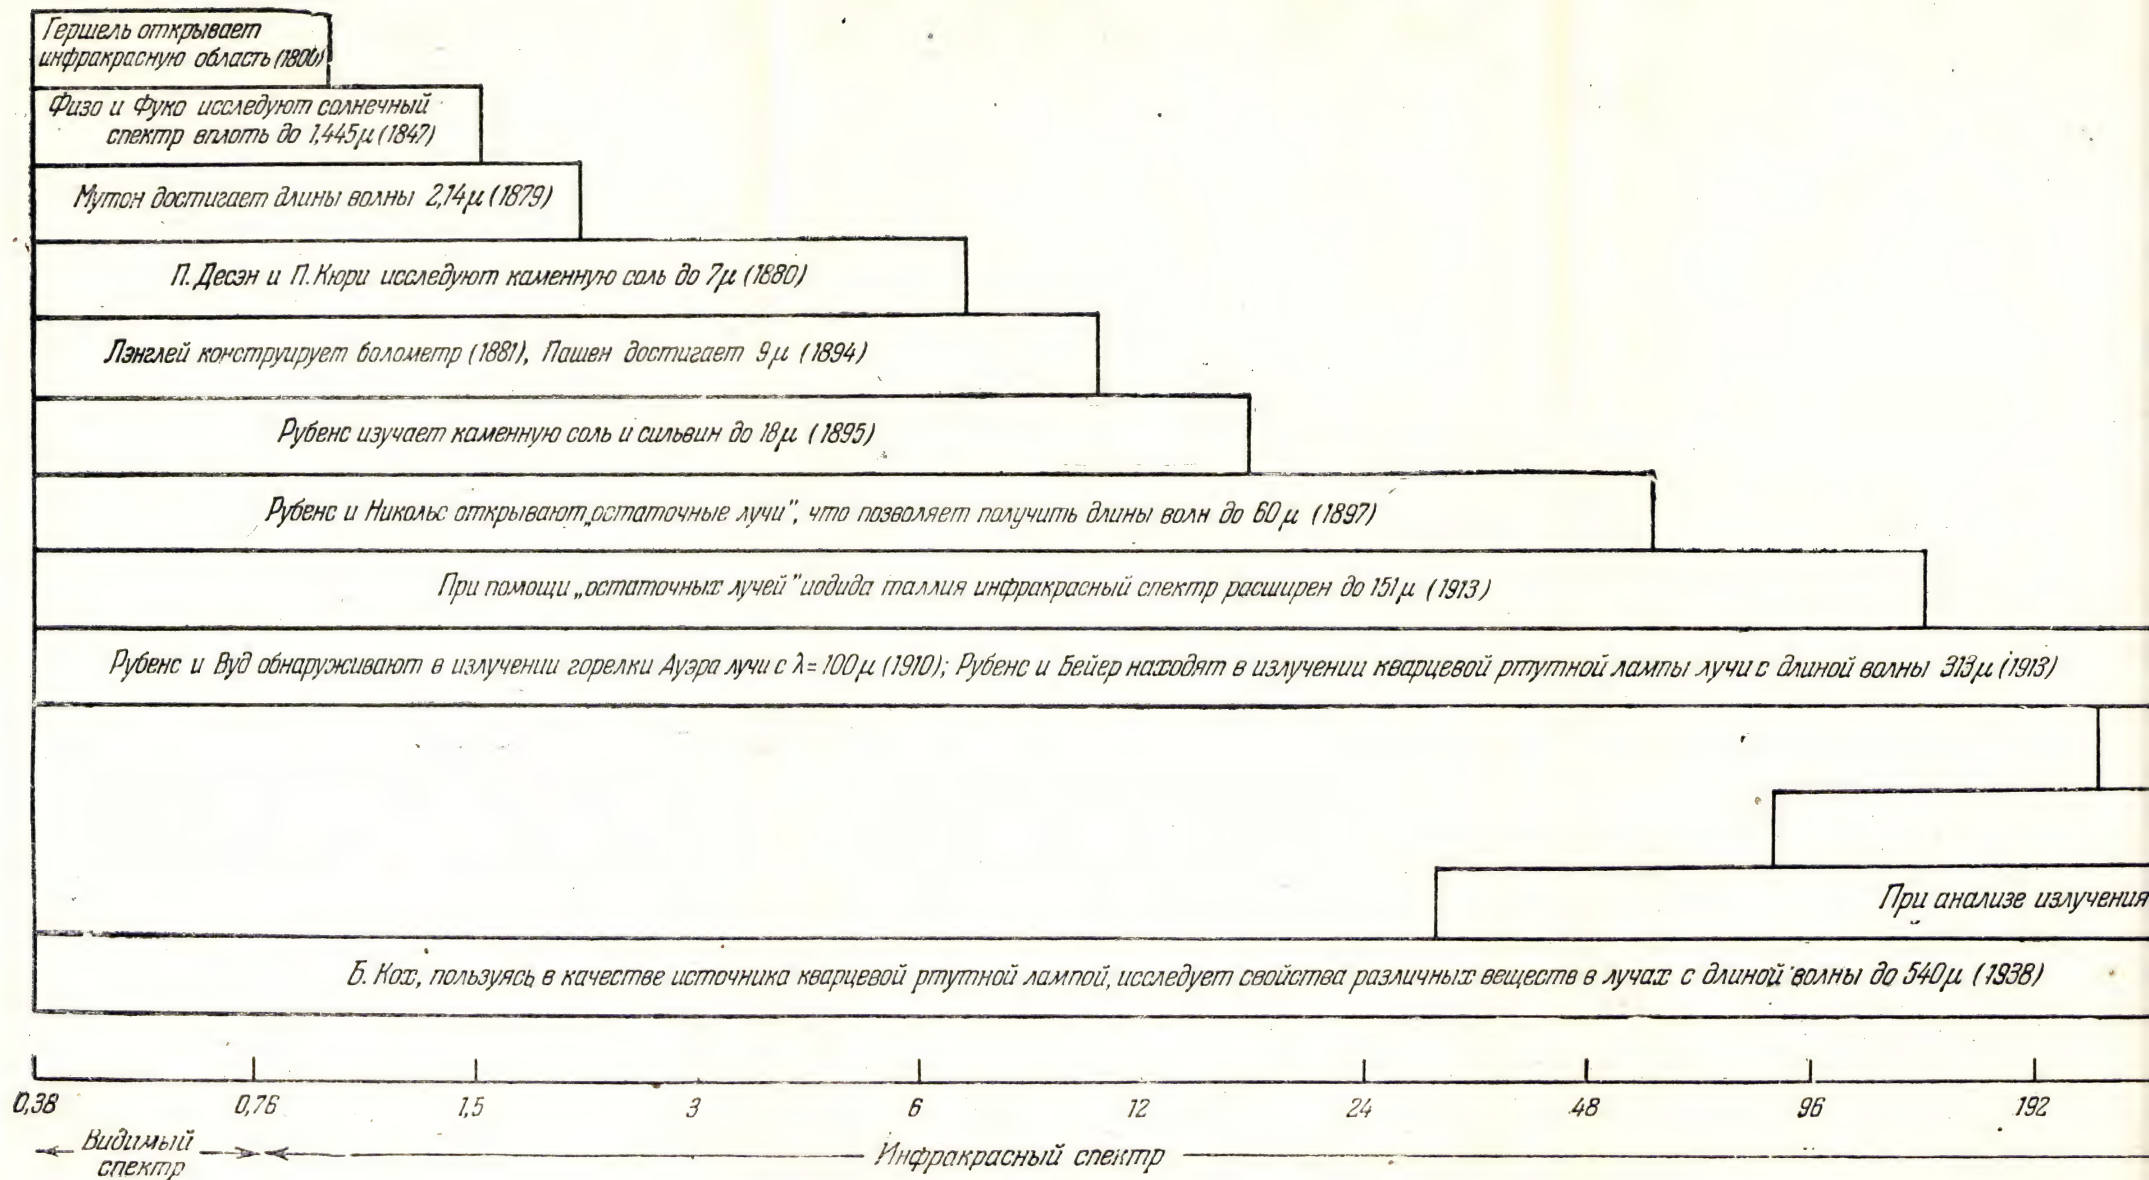 Гершель открывает
инфракрасную область (1800)
Физо и Фуко исследуют солнечный
спектр вплоть до 1,445μ (1847)
Мутон достигает длины волны 2,14μ (1879)
П. Десэн и П. Кюри исследуют каменную соль до 7μ (1880)
Лэнглей конструирует болометр (1881), Пашен достигает 9μ (1894)
Рубенс изучает каменную соль и сильвин до 18μ (1895)
Рубенс и Никольс открывают „остаточные лучи", что позволяет получить длины волн до 60μ (1897)
При помощи „остаточных лучей" иодида таллия инфракрасный спектр расширен до 151μ (1913)
Рубенс и Вуд обнаруживают в излучении горелки Ауэра лучи с λ = 100μ (1910); Рубенс и Бейер находят в излучении кварцевой ртутной лампы лучи с длиной волны 313μ (1913)
При анализе излучения
Б. Кох, пользуясь в качестве источника кварцевой ртутной лампой, исследует свойства различных веществ в лучах с длиной волны до 540μ (1938)
0,38 0,76 1,5 3 6 12 24 48 96 192
Видимый
спектр
Инфракрасный спектр